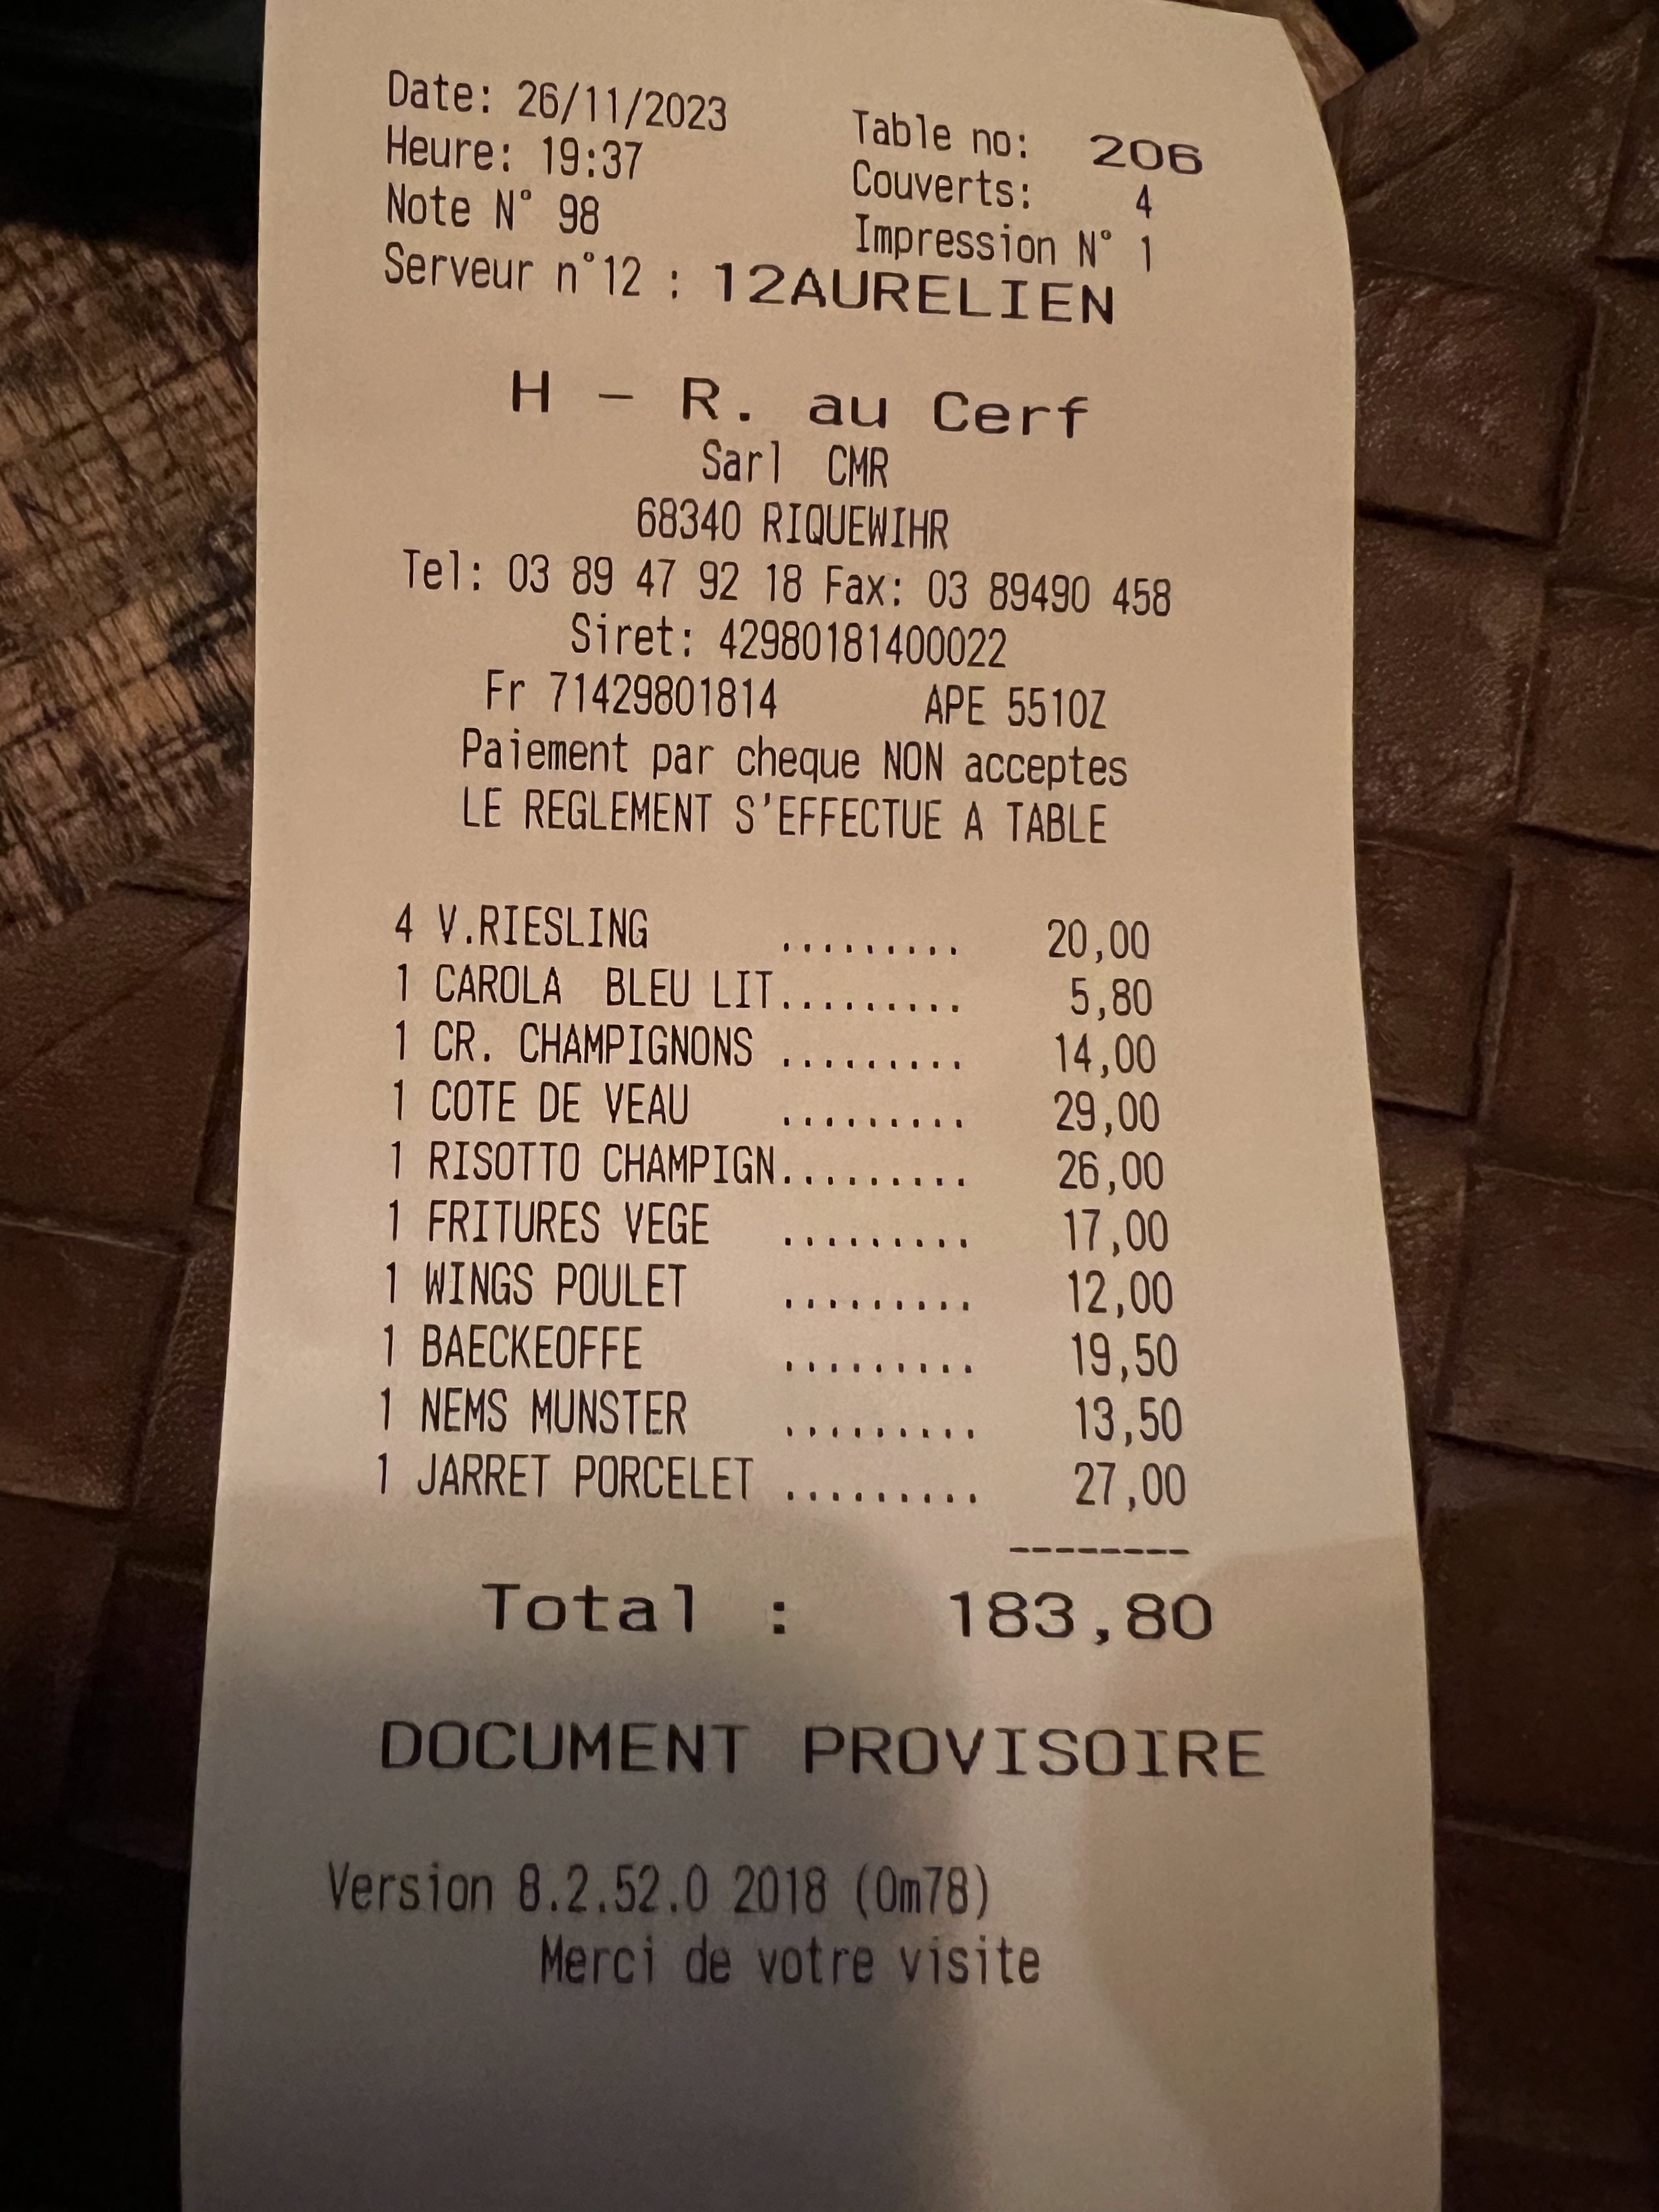 Date: 26/11/2023
Table no: 206
Heure: 19:37
Couverts: 4
Note N° 98
Impression N° 1
Serveur n°12 : 12AURELIEN
H - R. au Cerf
Sarl CMR
68340 RIQUEWIHR
Tel: 03 89 47 92 18 Fax: 03 89490 458
Siret: 42980181400022
Fr 71429801814 APE 5510Z
Paiement par cheque NON acceptes
LE REGLEMENT S'EFFECTUE A TABLE
4 V.RIESLING ......... 20,00
1 CAROLA BLEU LIT......... 5,80
1 CR. CHAMPIGNONS ......... 14,00
1 COTE DE VEAU ......... 29,00
1 RISOTTO CHAMPIGN......... 26,00
1 FRITURES VEGE ......... 17,00
1 WINGS POULET ......... 12,00
1 BAECKEOFFE ......... 19,50
1 NEMS MUNSTER ......... 13,50
1 JARRET PORCELET ......... 27,00
--------
Total : 183,80
DOCUMENT PROVISOIRE
Version 8.2.52.0 2018 (0m78)
Merci de votre visite